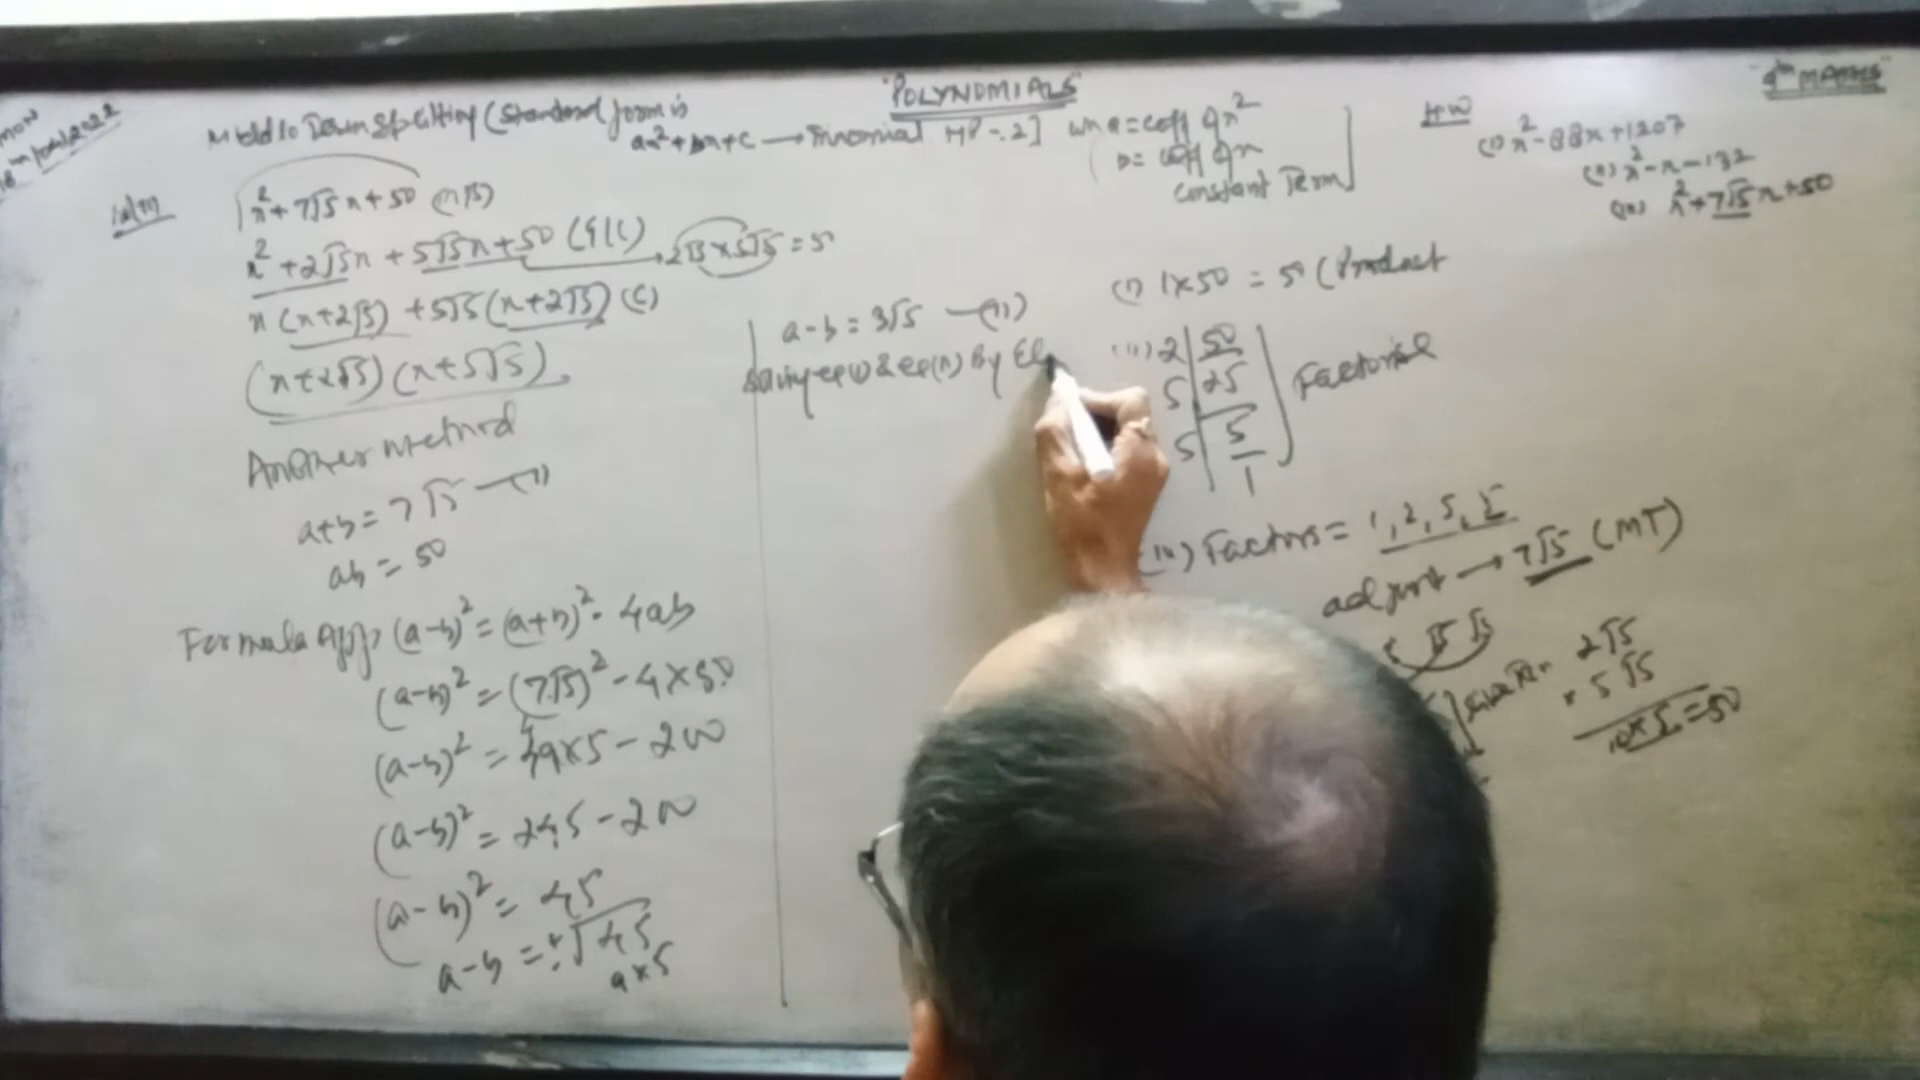 "POLYNOMIALS"
9th MATHS
MON
Middle Term Splitting (Standard form is
ax²+bx+c → Trinomial
a = coff of x²
b = coff of x
Constant Term
HW
(i) x²-88x+1207
(ii) x²-x-132
(iii) x²+7√5x+50
x²+7√5x+50
x²+2√5x+5√5x+50
2√5×5√5=50
x(x+2√5)+5√5(x+2√5)
(x+2√5)(x+5√5)
Another method
a+b=7√5 —(i)
ab=50
Formula App, (a-b)²=(a+b)²-4ab
(a-b)²=(7√5)²-4×50
(a-b)²=49×5-200
(a-b)²=245-200
(a-b)²=45
a-b=±√45
9×5
a-b=3√5 —(ii)
eq(i) & eq(ii) By El
(i) 1×50=50 (Product
(ii) 2 50
5 25
5 5
1
(iii) Factors = 1,2,5,5
adjust → 7√5 (MT)
2√5
×5√5
10×5=50